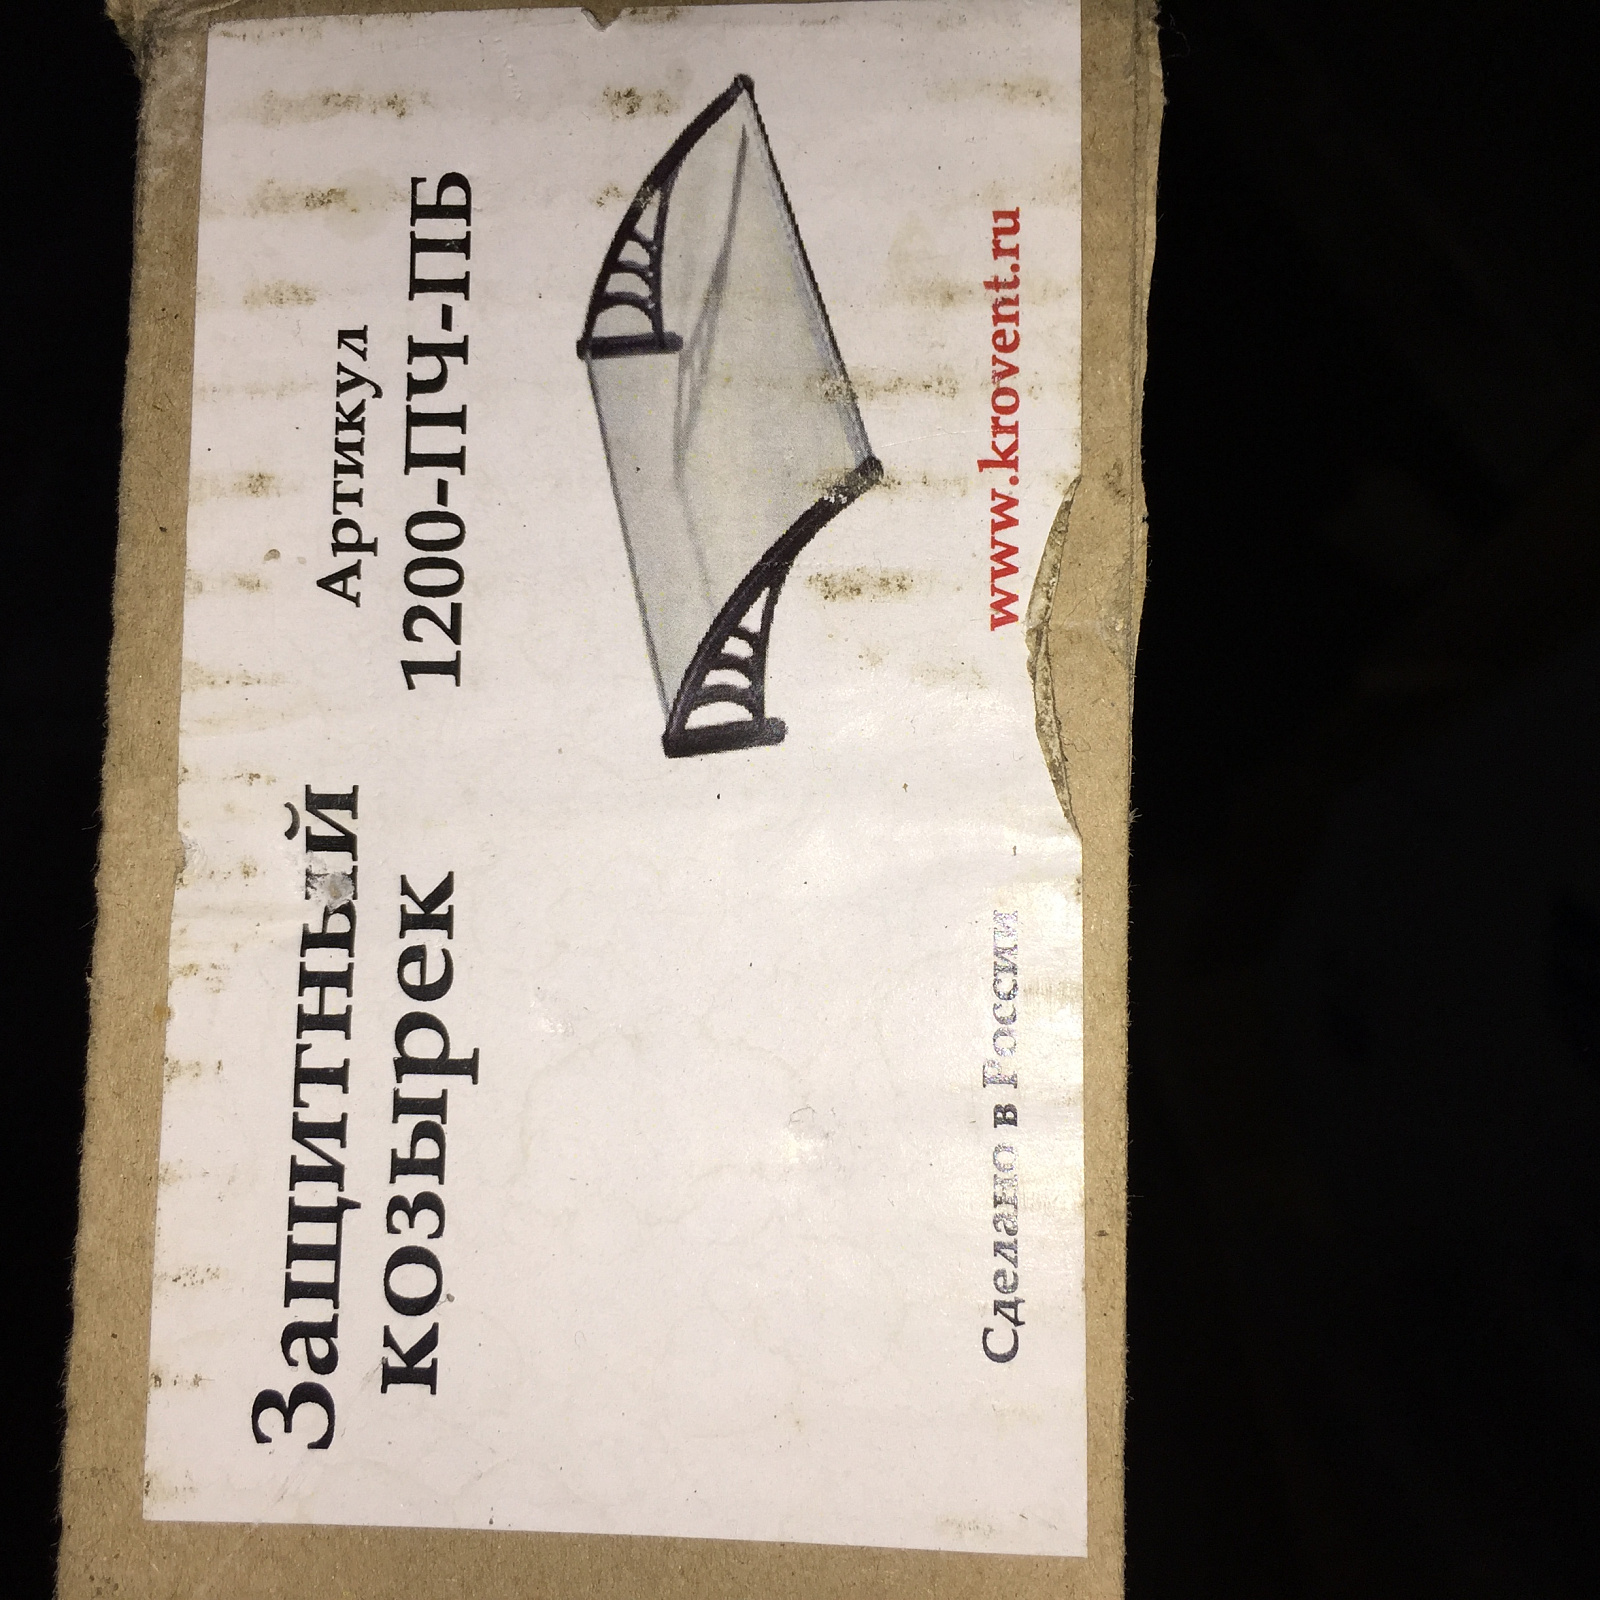 Защитный
козырек
Артикул
1200-ПЧ-ПБ
Сделано в России
www.krovent.ru